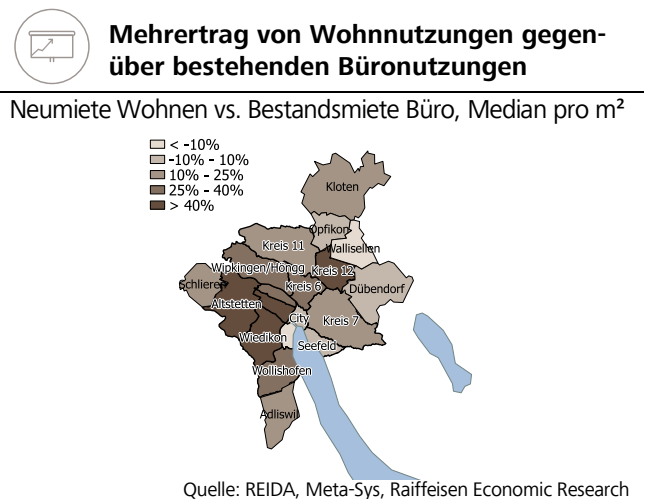 Mehrertrag von Wohnnutzungen gegen-
über bestehenden Büronutzungen
Neumiete Wohnen vs. Bestandsmiete Büro, Median pro m²
< -10%
-10% - 10%
10% - 25%
25% - 40%
> 40%
Kloten
Opfikon
Kreis 11
Wallisellen
Wipkingen/Höngg
Kreis 12
Schlieren
Kreis 6
Dübendorf
Altstetten
City
Kreis 7
Wiedikon
Seefeld
Wollishofen
Adliswil
Quelle: REIDA, Meta-Sys, Raiffeisen Economic Research